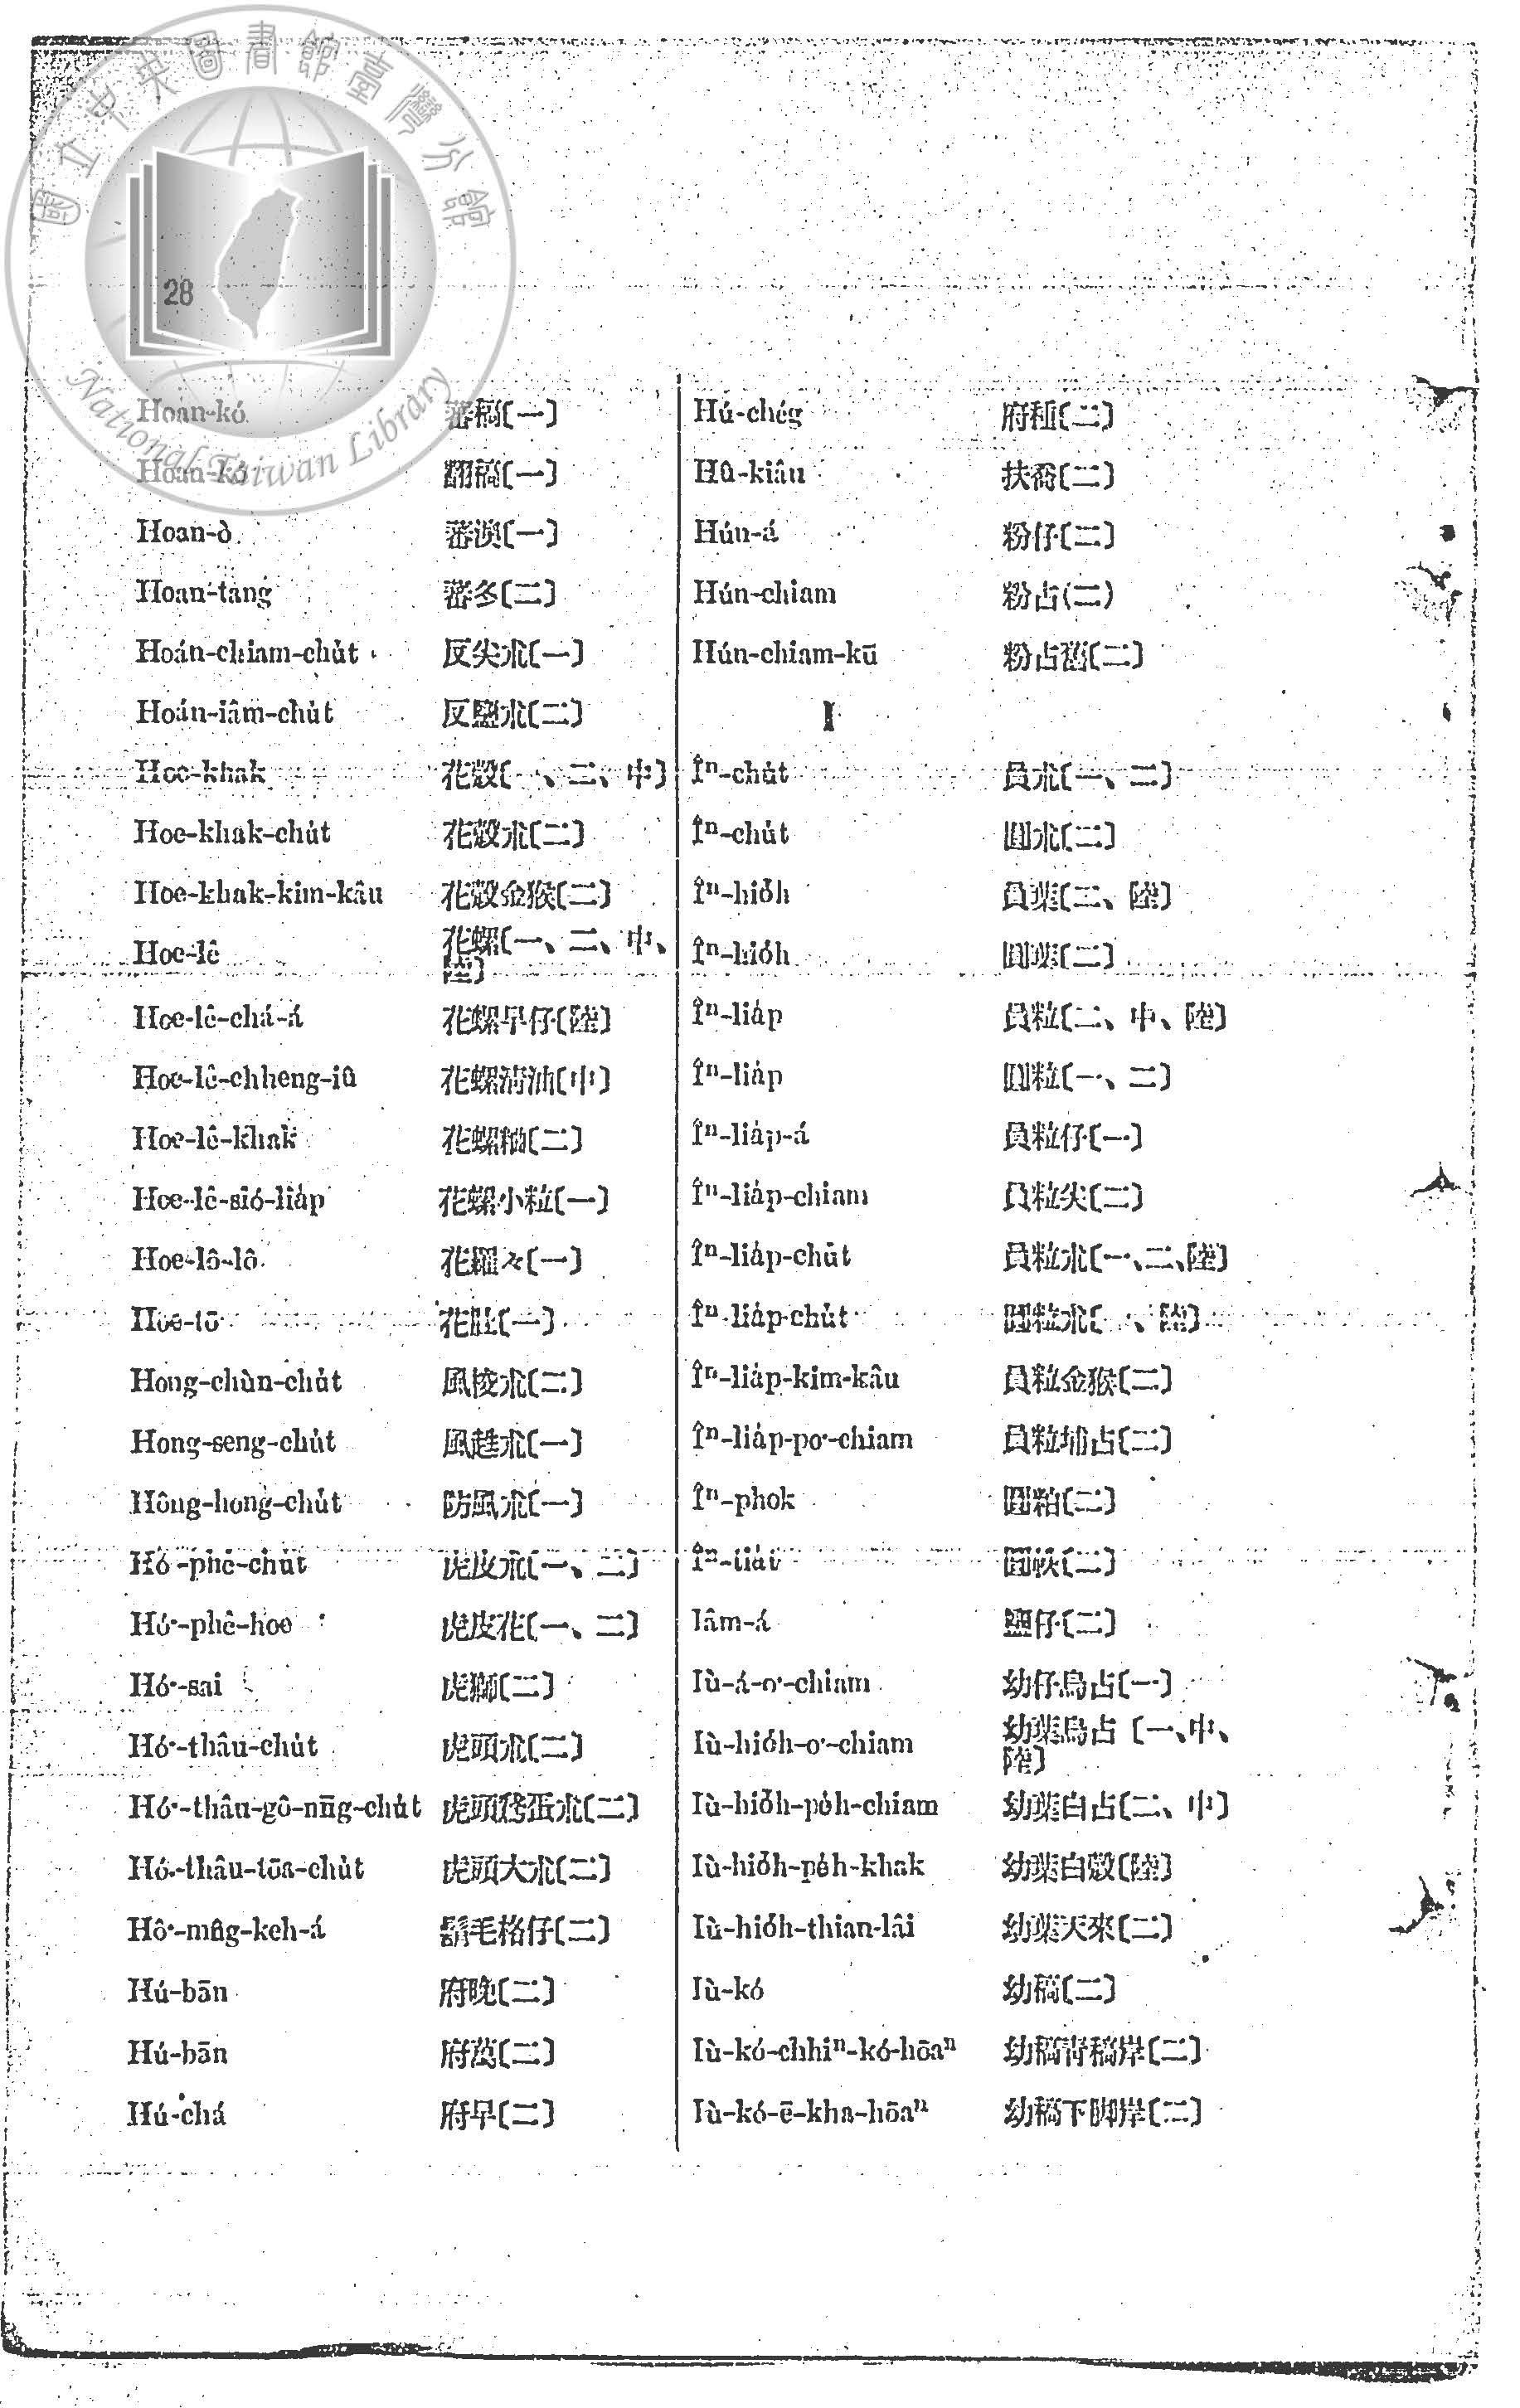 國立中央圖書館臺灣分館
National Taiwan Library
28
Hoan-kó 蕃稿〔一〕
Hoan-kó 翻稿〔一〕
Hoan-ò 蕃〔一〕
Hoan-tang 蕃冬〔二〕
Hoán-chiam-chu̍t 反尖朮〔一〕
Hoán-iâm-chu̍t 反鹽朮〔二〕
Hoe-khak 花殼〔一、二、中〕
Hoe-khak-chu̍t 花殼朮〔二〕
Hoe-khak-kim-kâu 花殼金猴〔二〕
Hoe-lê 花螺〔一、二、中、
陸〕
Hoe-lê-chá-á 花螺早仔〔陸〕
Hoe-lê-chheng-iû 花螺淸油〔中〕
Hoe-lê-khak 花螺〔二〕
Hoe-lê-sió-lia̍p 花螺小粒〔一〕
Hoe-lô-lô 花羅々〔一〕
Hoe-tō 花肚〔一〕
Hong-chùn-chu̍t 風梭朮〔二〕
Hong-seng-chu̍t 風甦朮〔一〕
Hông-hong-chu̍t 防風朮〔一〕
Hó͘-phê-chu̍t 虎皮朮〔一、二〕
Hó͘-phê-hoe 虎皮花〔一、二〕
Hó͘-sai 虎獅〔二〕
Hó͘-thâu-chu̍t 虎頭朮〔二〕
Hó͘-thâu-gô-nn̄g-chu̍t 虎頭鵞蛋朮〔二〕
Hó͘-thâu-tōa-chu̍t 虎頭大朮〔二〕
Hô͘-mn̂g-keh-á 鬍毛格仔〔二〕
Hú-bān 府晚〔二〕
Hú-bān 府萬〔二〕
Hú-chá 府早〔二〕
Hú-chég 府種〔二〕
Hû-kiâu 扶喬〔二〕
Hún-á 粉仔〔二〕
Hún-chiam 粉占〔二〕
Hún-chiam-kū 粉占舊〔二〕
I
Îⁿ-chu̍t 員朮〔一、二〕
Îⁿ-chu̍t 圓朮〔二〕
Îⁿ-hio̍h 員葉〔二、陸〕
Îⁿ-hio̍h 圓葉〔二〕
Îⁿ-lia̍p 員粒〔二、中、陸〕
Îⁿ-lia̍p 圓粒〔一、二〕
Îⁿ-lia̍p-á 員粒仔〔一〕
Îⁿ-lia̍p-chiam 員粒尖〔二〕
Îⁿ-lia̍p-chu̍t 員粒朮〔一、二、陸〕
Îⁿ-lia̍p-chu̍t 圓粒朮〔一、陸〕
Îⁿ-lia̍p-kim-kâu 員粒金猴〔二〕
Îⁿ-lia̍p-po͘-chiam 員粒埔占〔二〕
Îⁿ-phok 圓粕〔二〕
Îⁿ-tia̍t 圓帙〔二〕
Iâm-á 鹽仔〔二〕
Iù-á-o͘-chiam 幼仔烏占〔一〕
Iù-hio̍h-o͘-chiam 幼葉烏占〔一、中、
陸〕
Iù-hio̍h-pe̍h-chiam 幼葉白占〔二、中〕
Iù-hio̍h-pe̍h-khak 幼葉白殼〔陸〕
Iù-hio̍h-thian-lâi 幼葉天來〔二〕
Iù-kó 幼稿〔二〕
Iù-kó-chhiⁿ-kó-hōaⁿ 幼稿靑稿岸〔二〕
Iù-kó-ē-kha-hōaⁿ 幼稿下脚岸〔二〕